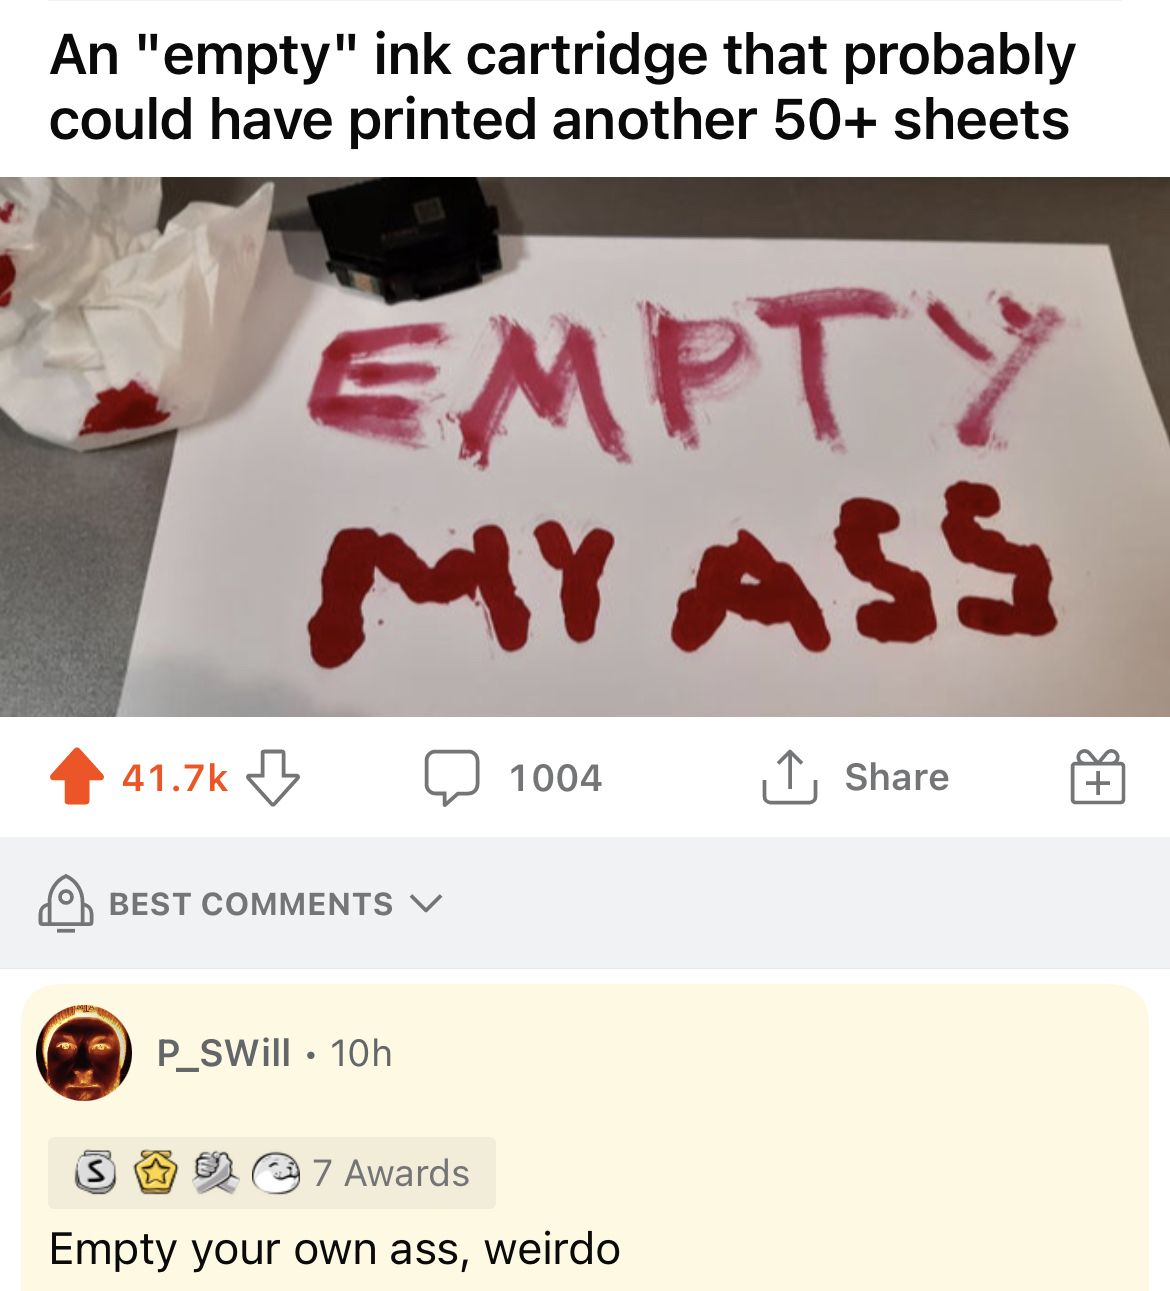 An "empty" ink cartridge that probably
could have printed another 50+ sheets
EMPTY
MY ASS
41.7k
1004
Share
BEST COMMENTS
P_SWill • 10h
S
7 Awards
Empty your own ass, weirdo